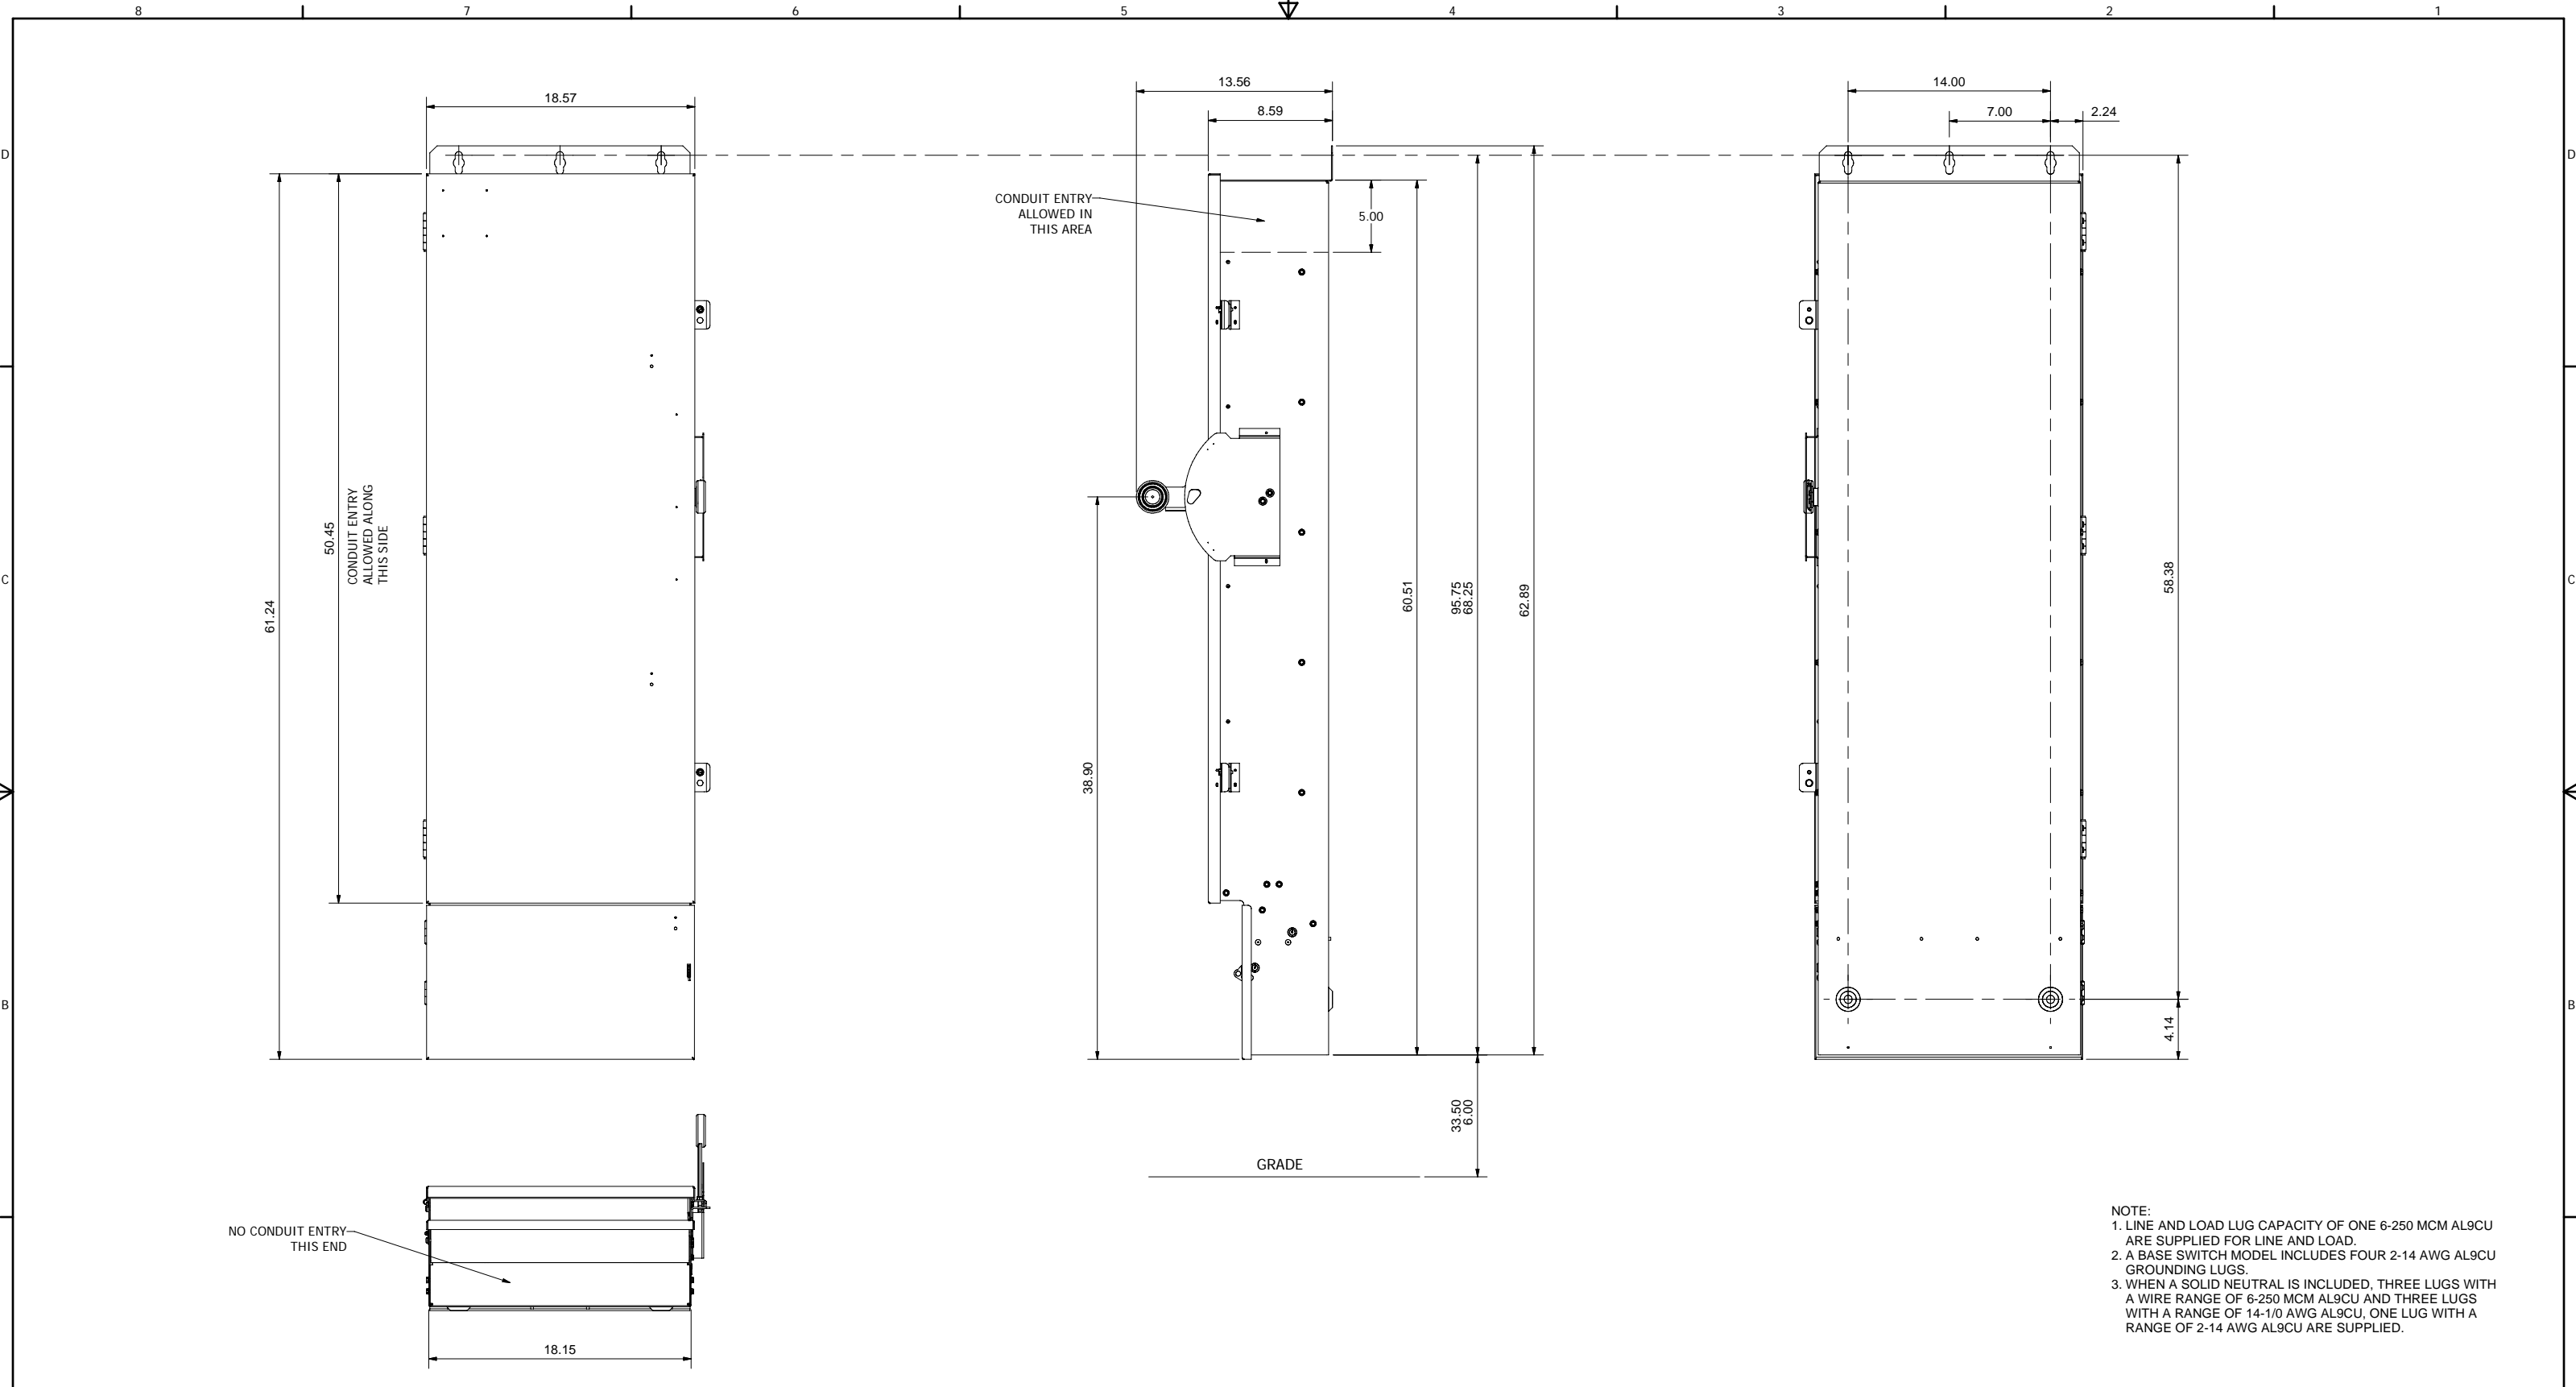 8 7 6 5 4 3 2 1
18.57
13.56
8.59
14.00
7.00 2.24
D D
CONDUIT ENTRY
ALLOWED IN
THIS AREA
5.00
61.24
50.45
CONDUIT ENTRY
ALLOWED ALONG
THIS SIDE
38.90
60.51
95.75
68.25
62.89
58.38
C C
B B
4.14
33.50
6.00
GRADE
NO CONDUIT ENTRY
THIS END
18.15
NOTE:
1. LINE AND LOAD LUG CAPACITY OF ONE 6-250 MCM AL9CU
ARE SUPPLIED FOR LINE AND LOAD.
2. A BASE SWITCH MODEL INCLUDES FOUR 2-14 AWG AL9CU
GROUNDING LUGS.
3. WHEN A SOLID NEUTRAL IS INCLUDED, THREE LUGS WITH
A WIRE RANGE OF 6-250 MCM AL9CU AND THREE LUGS
WITH A RANGE OF 14-1/0 AWG AL9CU, ONE LUG WITH A
RANGE OF 2-14 AWG AL9CU ARE SUPPLIED.